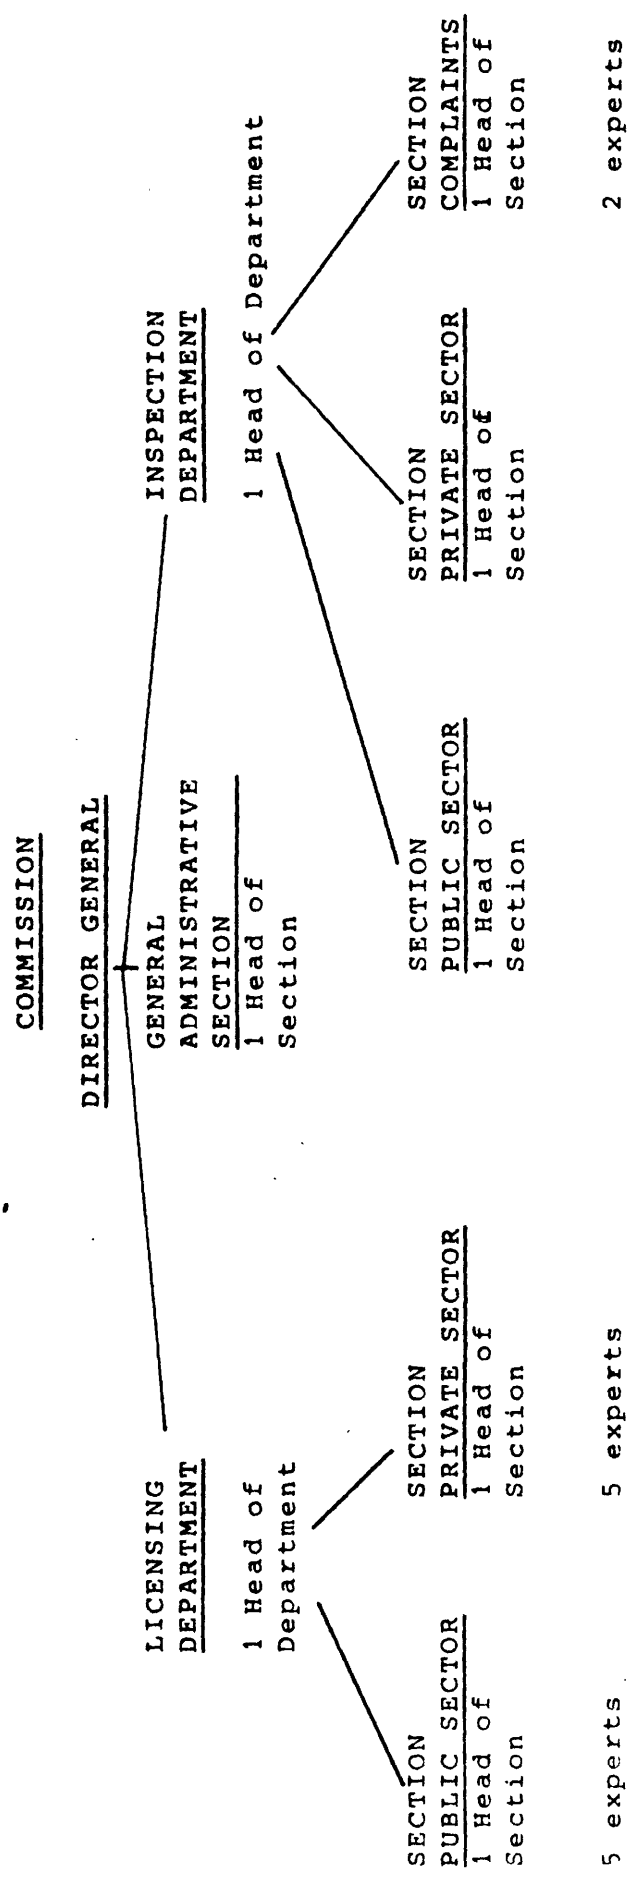 COMMISSION
DIRECTOR GENERAL
LICENSING
DEPARTMENT
1 Head of
Department
GENERAL
ADMINISTRATIVE
SECTION
1 Head of
Section
INSPECTION
DEPARTMENT
1 Head of Department
SECTION
PUBLIC SECTOR
1 Head of
Section
5 experts
SECTION
PRIVATE SECTOR
1 Head of
Section
5 experts
SECTION
PUBLIC SECTOR
1 Head of
Section
SECTION
PRIVATE SECTOR
1 Head of
Section
SECTION
COMPLAINTS
1 Head of
Section
2 experts